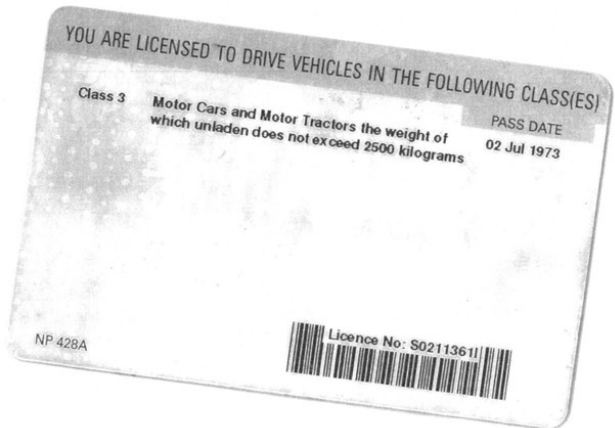 YOU ARE LICENSED TO DRIVE VEHICLES IN THE FOLLOWING CLASS(ES)
PASS DATE
Class 3 Motor Cars and Motor Tractors the weight of 02 Jul 1973
which unladen does not exceed 2500 kilograms
Licence No: S0211361I
NP 428A